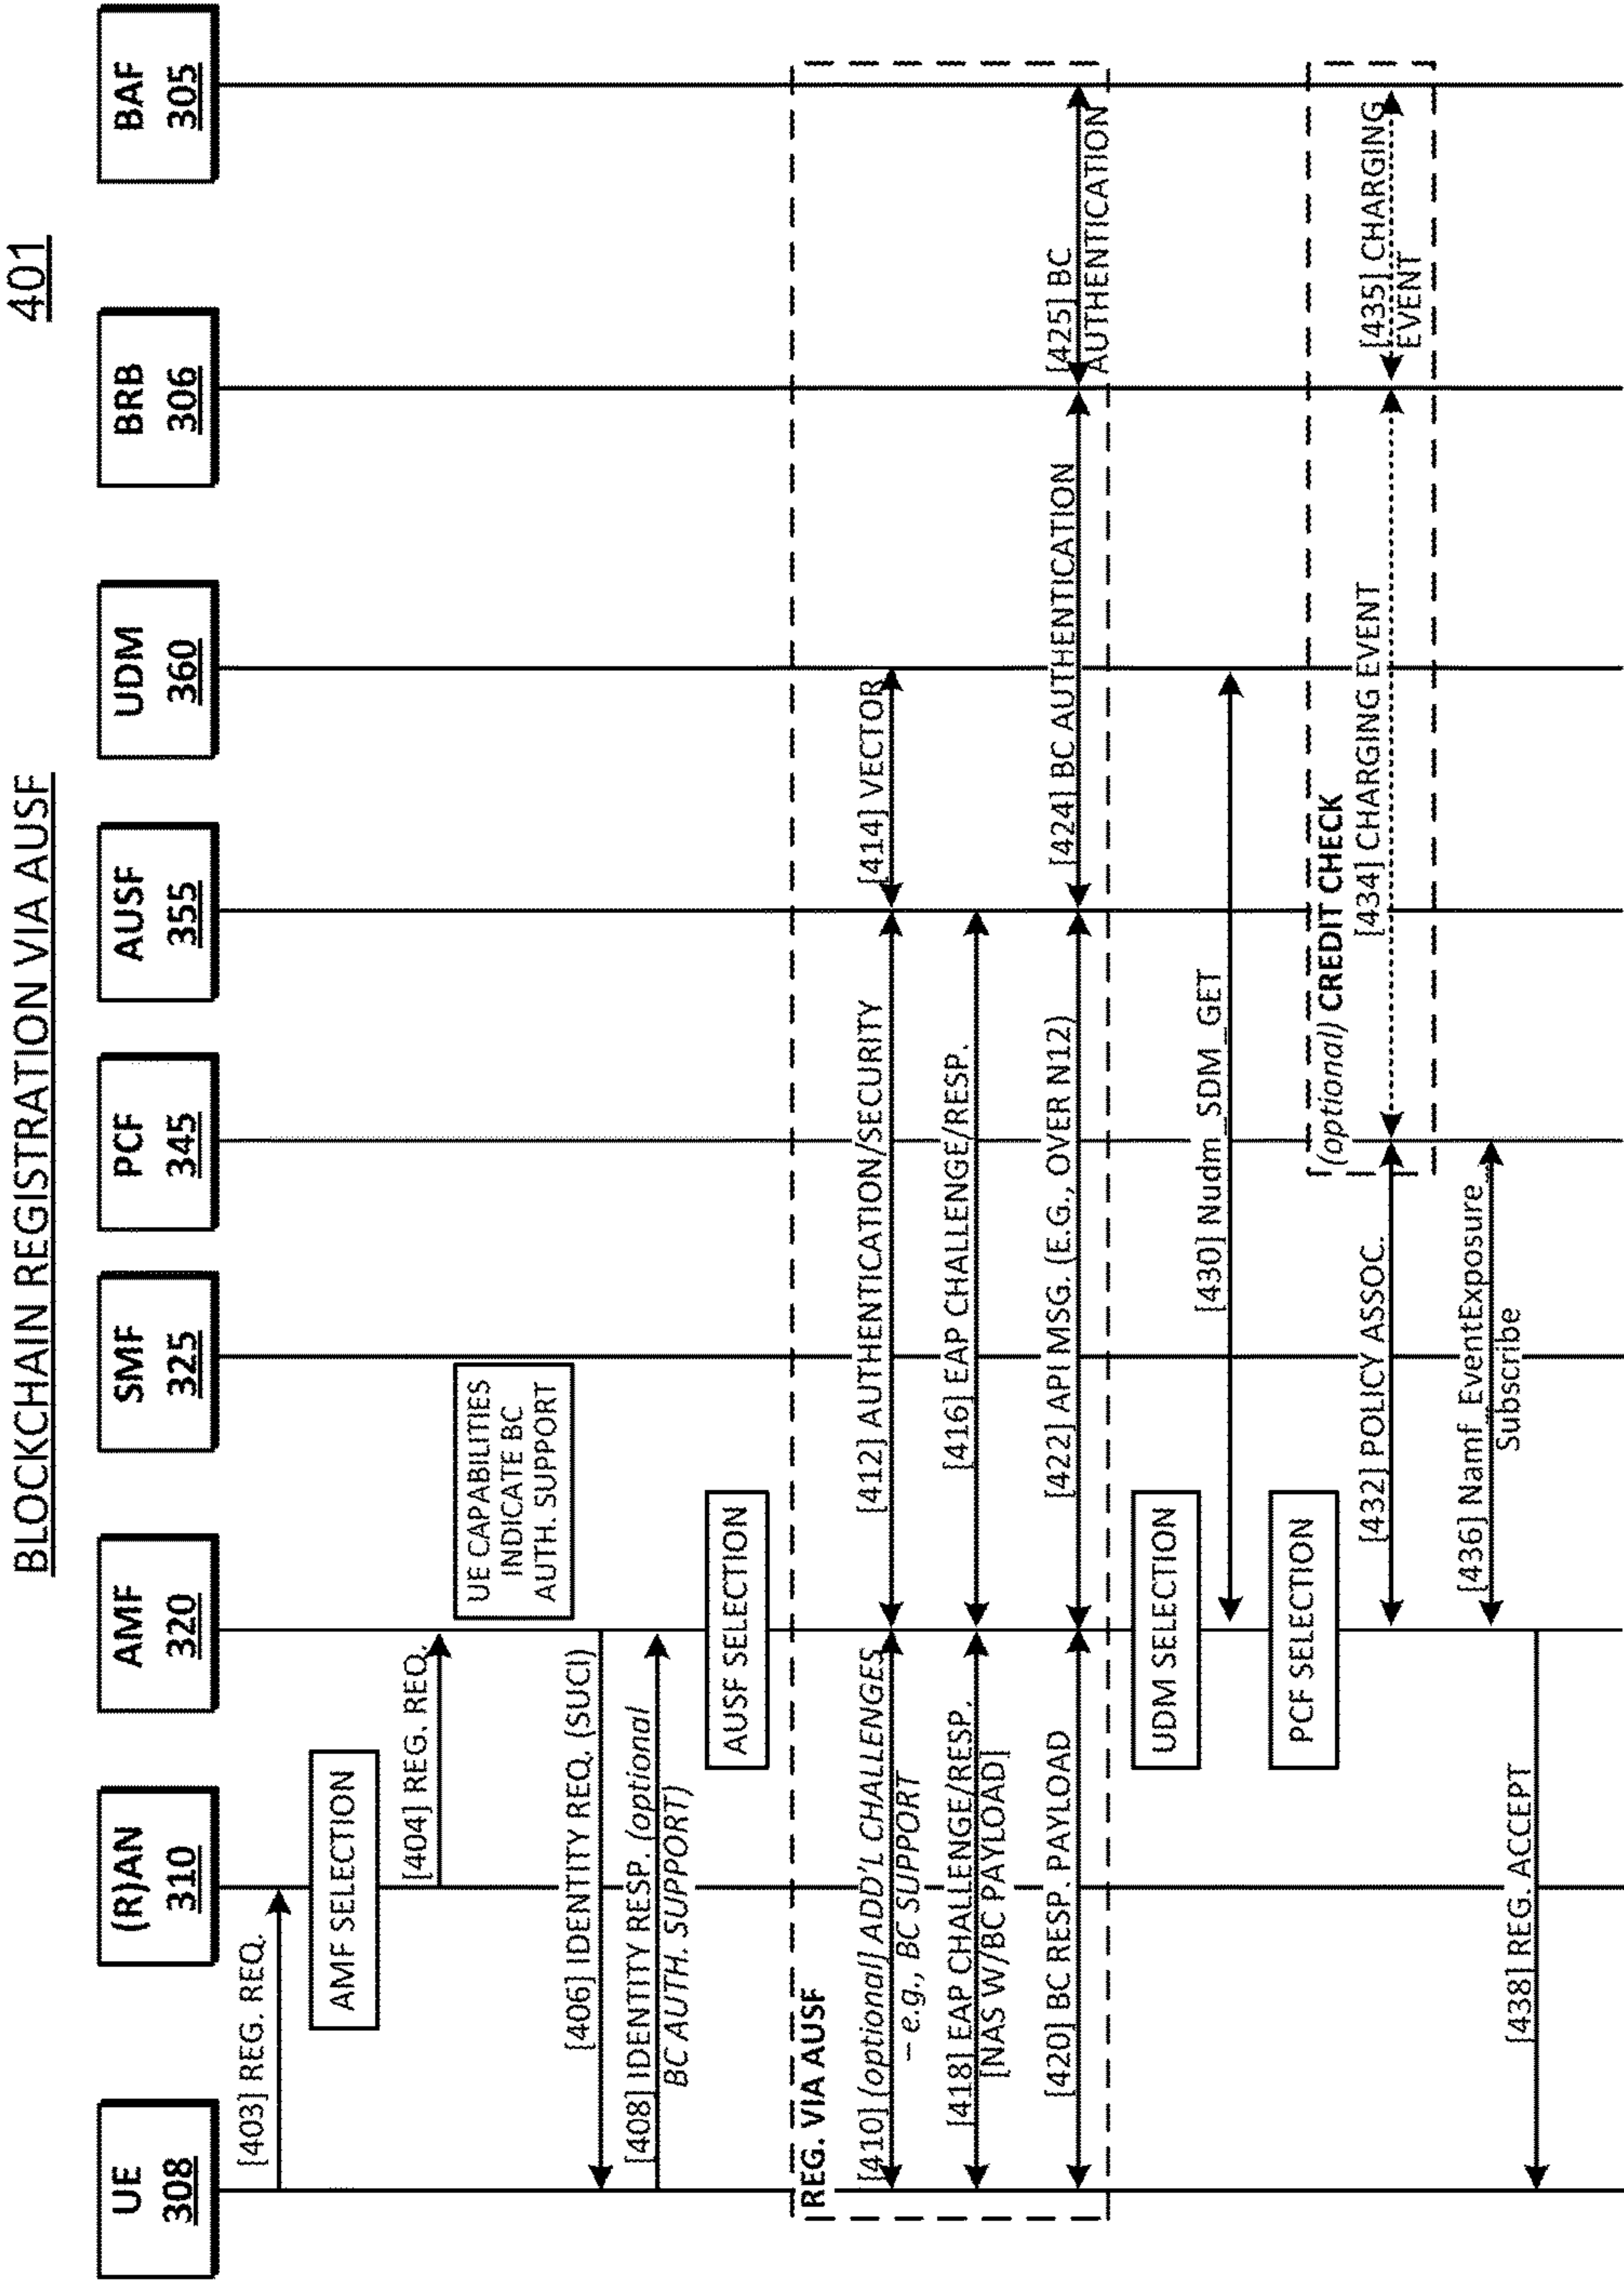 BLOCKCHAIN REGISTRATION VIA AUSF
401
UE
308
(R)AN
310
AMF
320
SMF
325
PCF
345
AUSF
355
UDM
360
BRB
306
BAF
305
[403] REG. REQ.
AMF SELECTION
[404] REG. REQ.
UE CAPABILITIES
INDICATE BC
AUTH. SUPPORT
[406] IDENTITY REQ. (SUCI)
[408] IDENTITY RESP. (optional
BC AUTH. SUPPORT)
AUSF SELECTION
REG. VIA AUSF
[410] (optional) ADD'L CHALLENGES
– e.g., BC SUPPORT
[412] AUTHENTICATION/SECURITY
[414] VECTOR
[418] EAP CHALLENGE/RESP.
[NAS W/BC PAYLOAD]
[416] EAP CHALLENGE/RESP.
[420] BC RESP. PAYLOAD
[422] API MSG. (E.G., OVER N12)
[424] BC AUTHENTICATION
[425] BC
AUTHENTICATION
UDM SELECTION
[430] Nudm_SDM_GET
PCF SELECTION
(optional) CREDIT CHECK
[432] POLICY ASSOC.
[434] CHARGING EVENT
[435] CHARGING
EVENT
[436] Namf_EventExposure_
Subscribe
[438] REG. ACCEPT